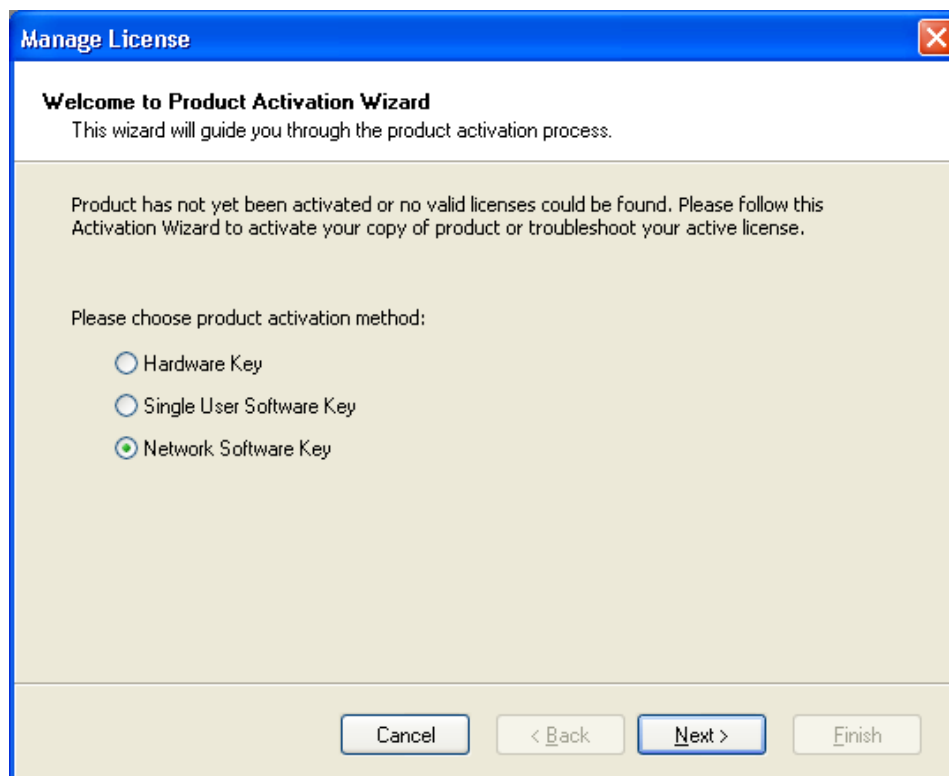 Manage License
Welcome to Product Activation Wizard
This wizard will guide you through the product activation process.
Product has not yet been activated or no valid licenses could be found. Please follow this
Activation Wizard to activate your copy of product or troubleshoot your active license.
Please choose product activation method:
Hardware Key
Single User Software Key
Network Software Key
Cancel
< Back
Next >
Finish